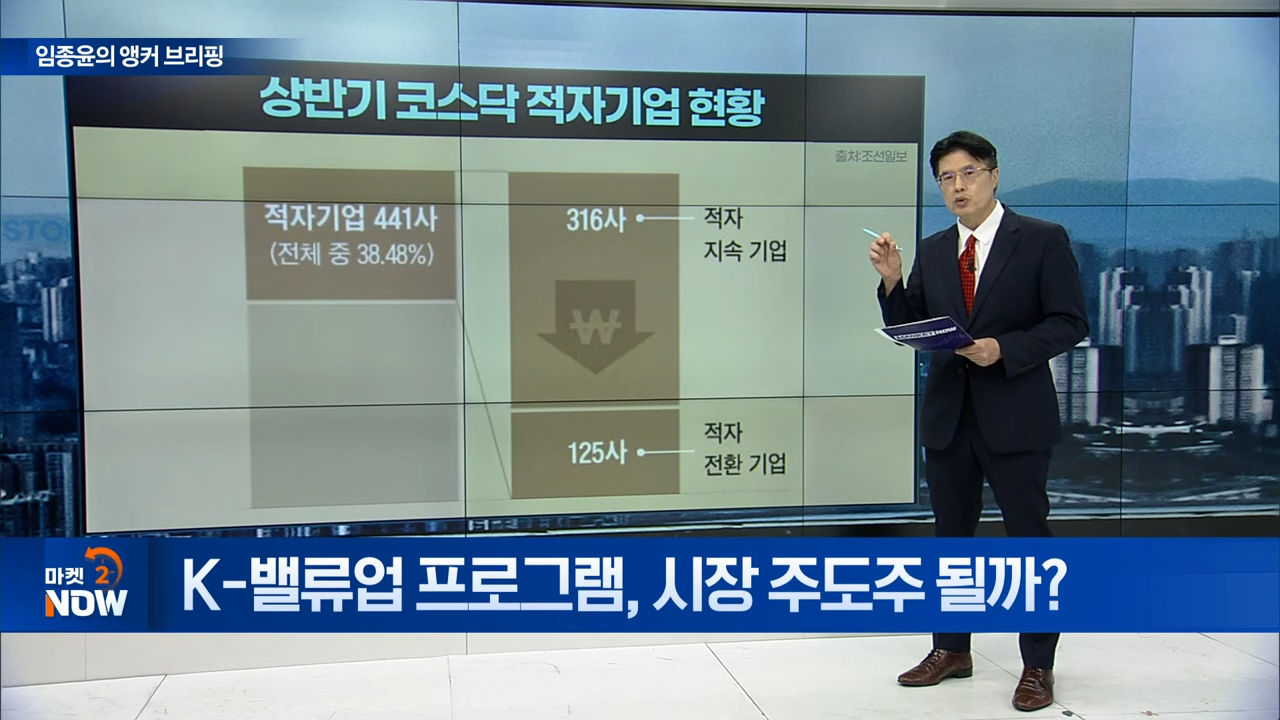 임종윤의 앵커 브리핑
상반기 코스닥 적자기업 현황
출처:조선일보
적자기업 441사
(전체 중 38.48%)
316사
적자
지속 기업
₩
125사
적자
전환 기업
MARKET NOW
마켓 2
NOW
K-밸류업 프로그램, 시장 주도주 될까?